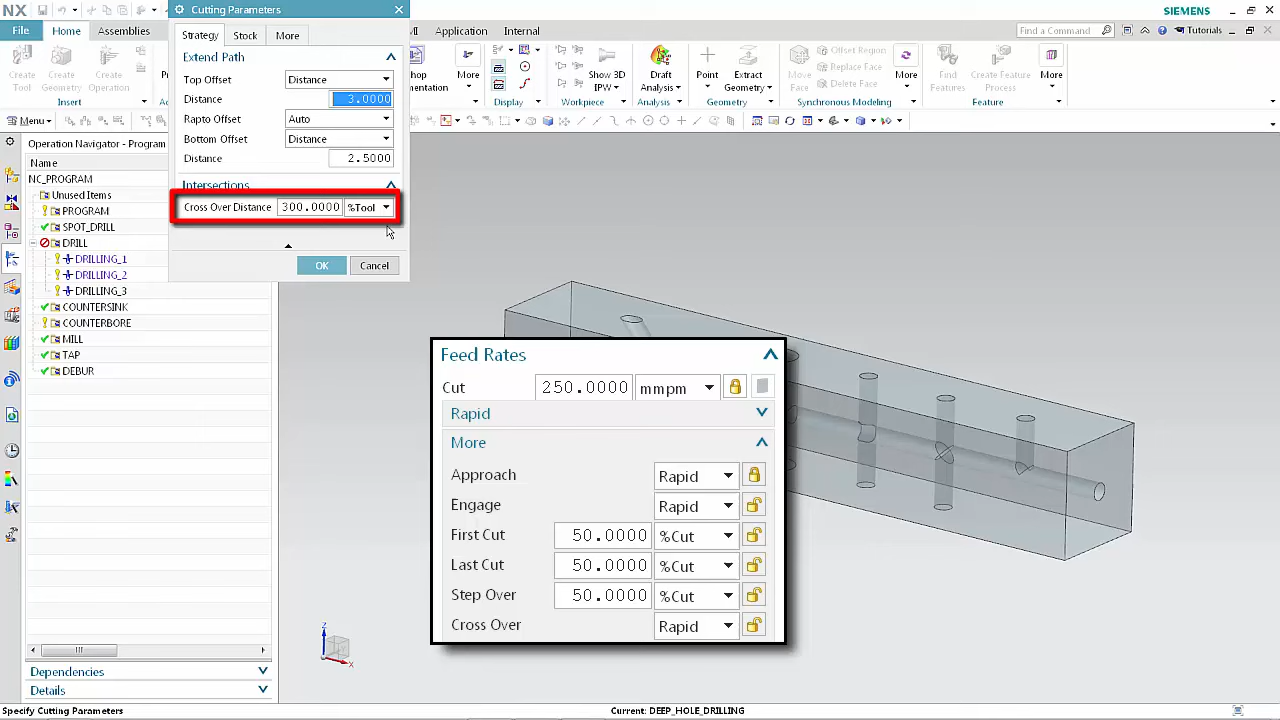 NX
SIEMENS
File Home Assemblies Application Internal
Find a Command Tutorials
Create Tool
Create Geometry
Create Operation
Insert
More
Display
Show 3D IPW
Workpiece
Draft Analysis
Analysis
Point
Extract Geometry
Geometry
Move Face
Offset Region
Replace Face
Delete Face
More
Synchronous Modeling
Find Features
Create Feature Process
More
Feature
Menu
Cutting Parameters
Strategy Stock More
Extend Path
Top Offset Distance
Distance 3.0000
Rapto Offset Auto
Bottom Offset Distance
Distance 2.5000
Intersections
Cross Over Distance 300.0000 %Tool
OK Cancel
Operation Navigator - Program
Name
NC_PROGRAM
Unused Items
PROGRAM
SPOT_DRILL
DRILL
DRILLING_1
DRILLING_2
DRILLING_3
COUNTERSINK
COUNTERBORE
MILL
TAP
DEBUR
Feed Rates
Cut 250.0000 mmpm
Rapid
More
Approach Rapid
Engage Rapid
First Cut 50.0000 %Cut
Last Cut 50.0000 %Cut
Step Over 50.0000 %Cut
Cross Over Rapid
Z
X
Dependencies
Details
Specify Cutting Parameters
Current: DEEP_HOLE_DRILLING